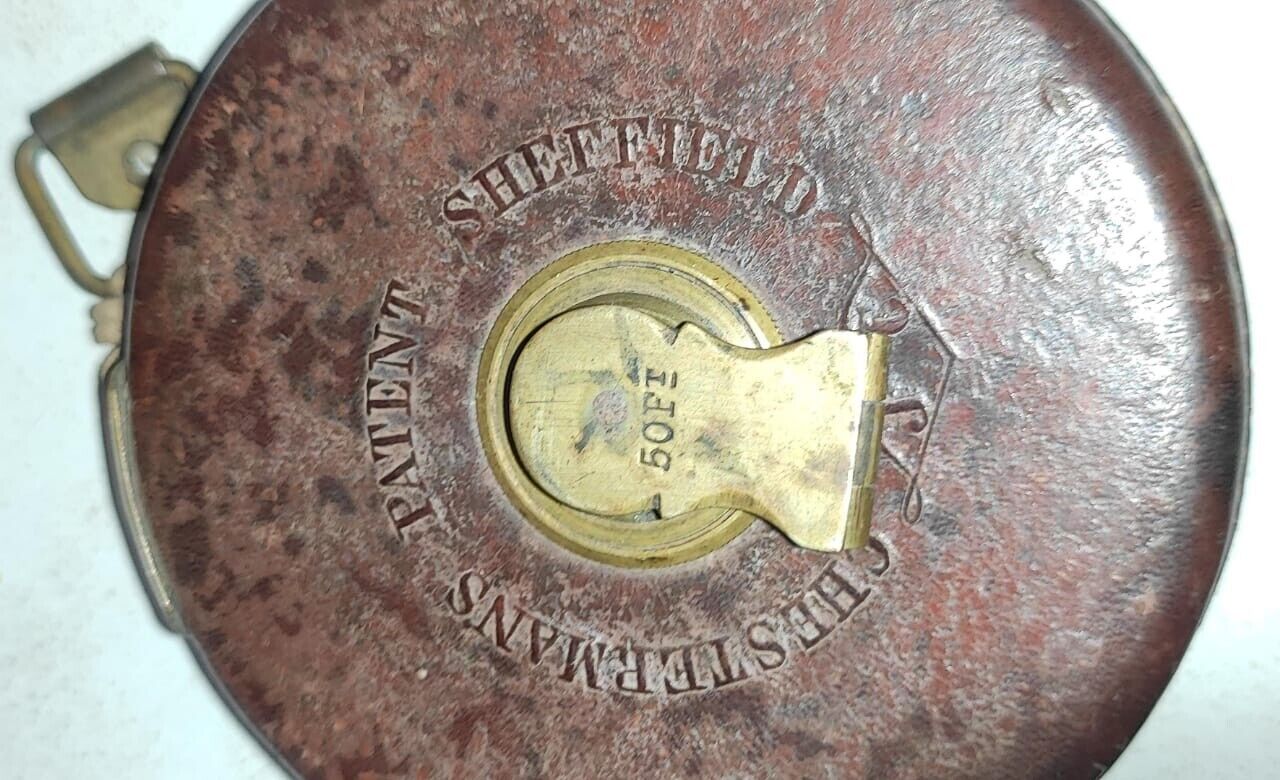 CHESTERMANS PATENT SHEFFIELD
50FT